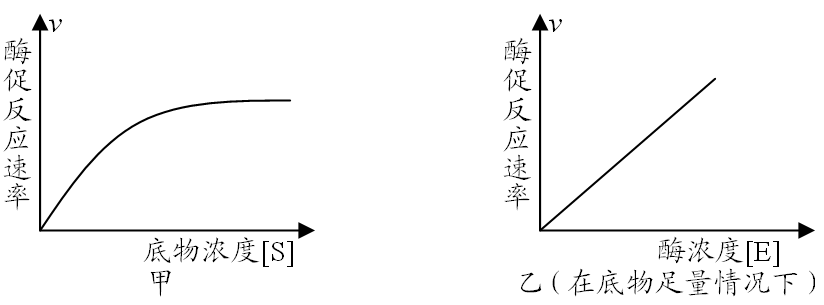 v
酶促反应速率
底物浓度[S]
甲
v
酶促反应速率
酶浓度[E]
乙（在底物足量情况下）